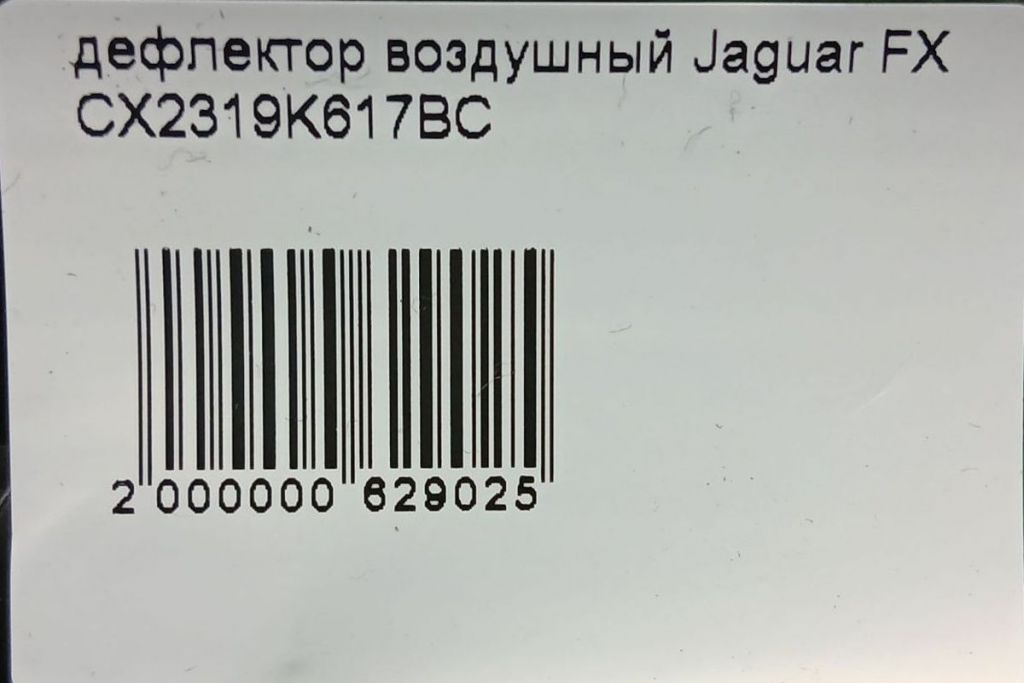 дефлектор воздушный Jaguar FX
CX2319K617BC
2 000000 629025